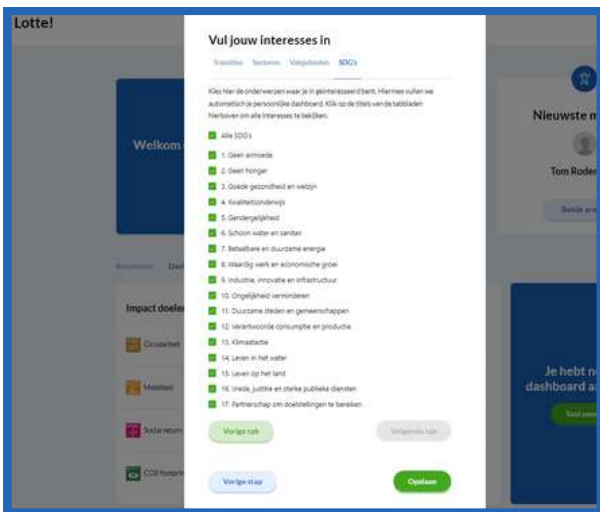 Lotte!
Vul jouw interesses in
Transities Sectoren Vakgebieden SDG's
Kies hier de onderwerpen waar je in geïnteresseerd bent. Hiermee vullen we
automatisch je persoonlijke dashboard. Klik op de titels van de tabbladen
hierboven om alle interesses te bekijken.
Alle SDG's
1. Geen armoede
2. Geen honger
3. Goede gezondheid en welzijn
4. Kwaliteitsonderwijs
5. Gendergelijkheid
6. Schoon water en sanitair
7. Betaalbare en duurzame energie
8. Waardig werk en economische groei
9. Industrie, innovatie en infrastructuur
10. Ongelijkheid verminderen
11. Duurzame steden en gemeenschappen
12. Verantwoorde consumptie en productie
13. Klimaatactie
14. Leven in het water
15. Leven op het land
16. Vrede, justitie en sterke publieke diensten
17. Partnerschap om doelstellingen te bereiken
Vorige tab
Volgende tab
Vorige stap
Opslaan
Welkom
Nieuwste
Tom
Bekijk
Impact
Circulariteit
Mobiliteit
Social return
CO2
Je hebt
dashboard